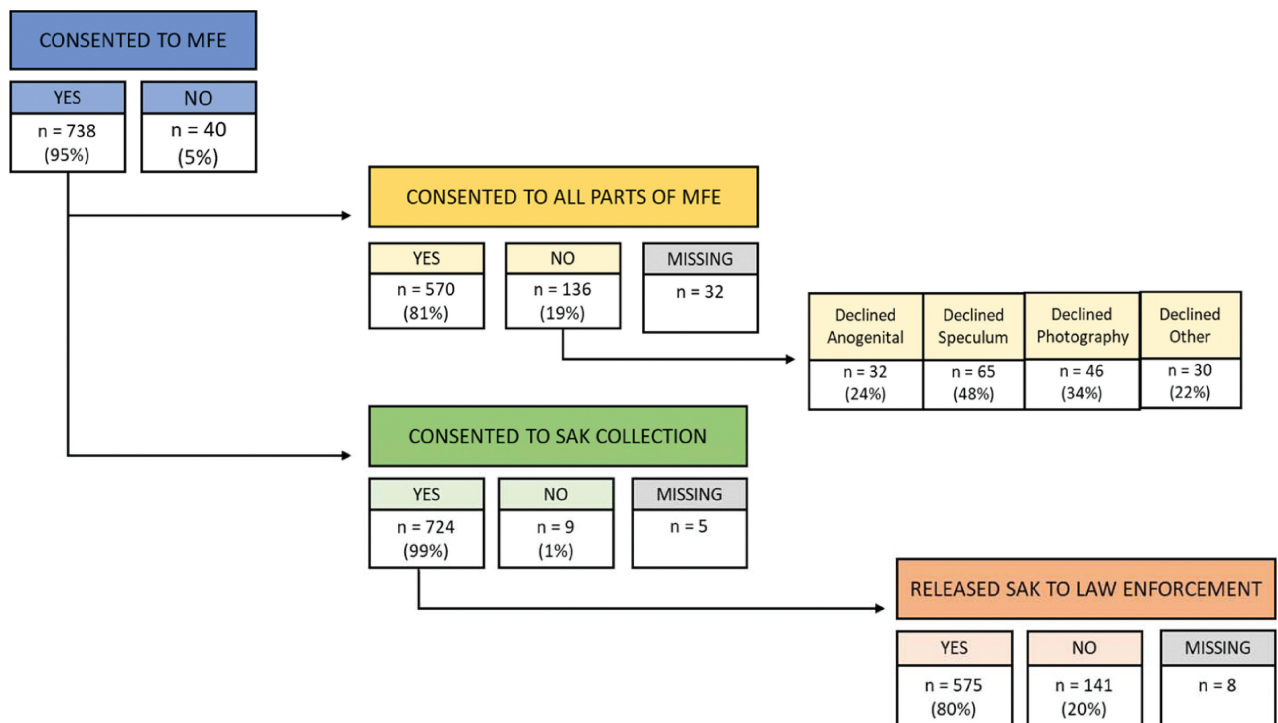 CONSENTED TO MFE
YES
n = 738
(95%)
NO
n = 40
(5%)
CONSENTED TO ALL PARTS OF MFE
YES
n = 570
(81%)
NO
n = 136
(19%)
MISSING
n = 32
Declined
Anogenital
n = 32
(24%)
Declined
Speculum
n = 65
(48%)
Declined
Photography
n = 46
(34%)
Declined
Other
n = 30
(22%)
CONSENTED TO SAK COLLECTION
YES
n = 724
(99%)
NO
n = 9
(1%)
MISSING
n = 5
RELEASED SAK TO LAW ENFORCEMENT
YES
n = 575
(80%)
NO
n = 141
(20%)
MISSING
n = 8